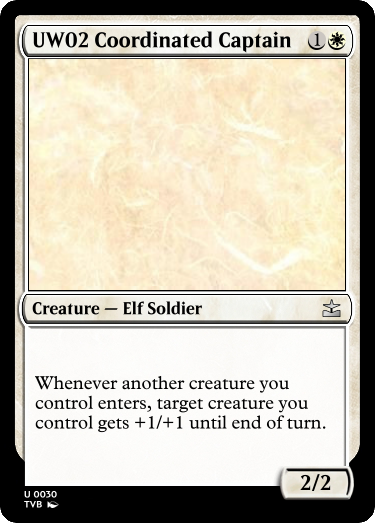 UW02 Coordinated Captain 1
Creature — Elf Soldier
Whenever another creature you
control enters, target creature you
control gets +1/+1 until end of turn.
2/2
U 0030
TVB